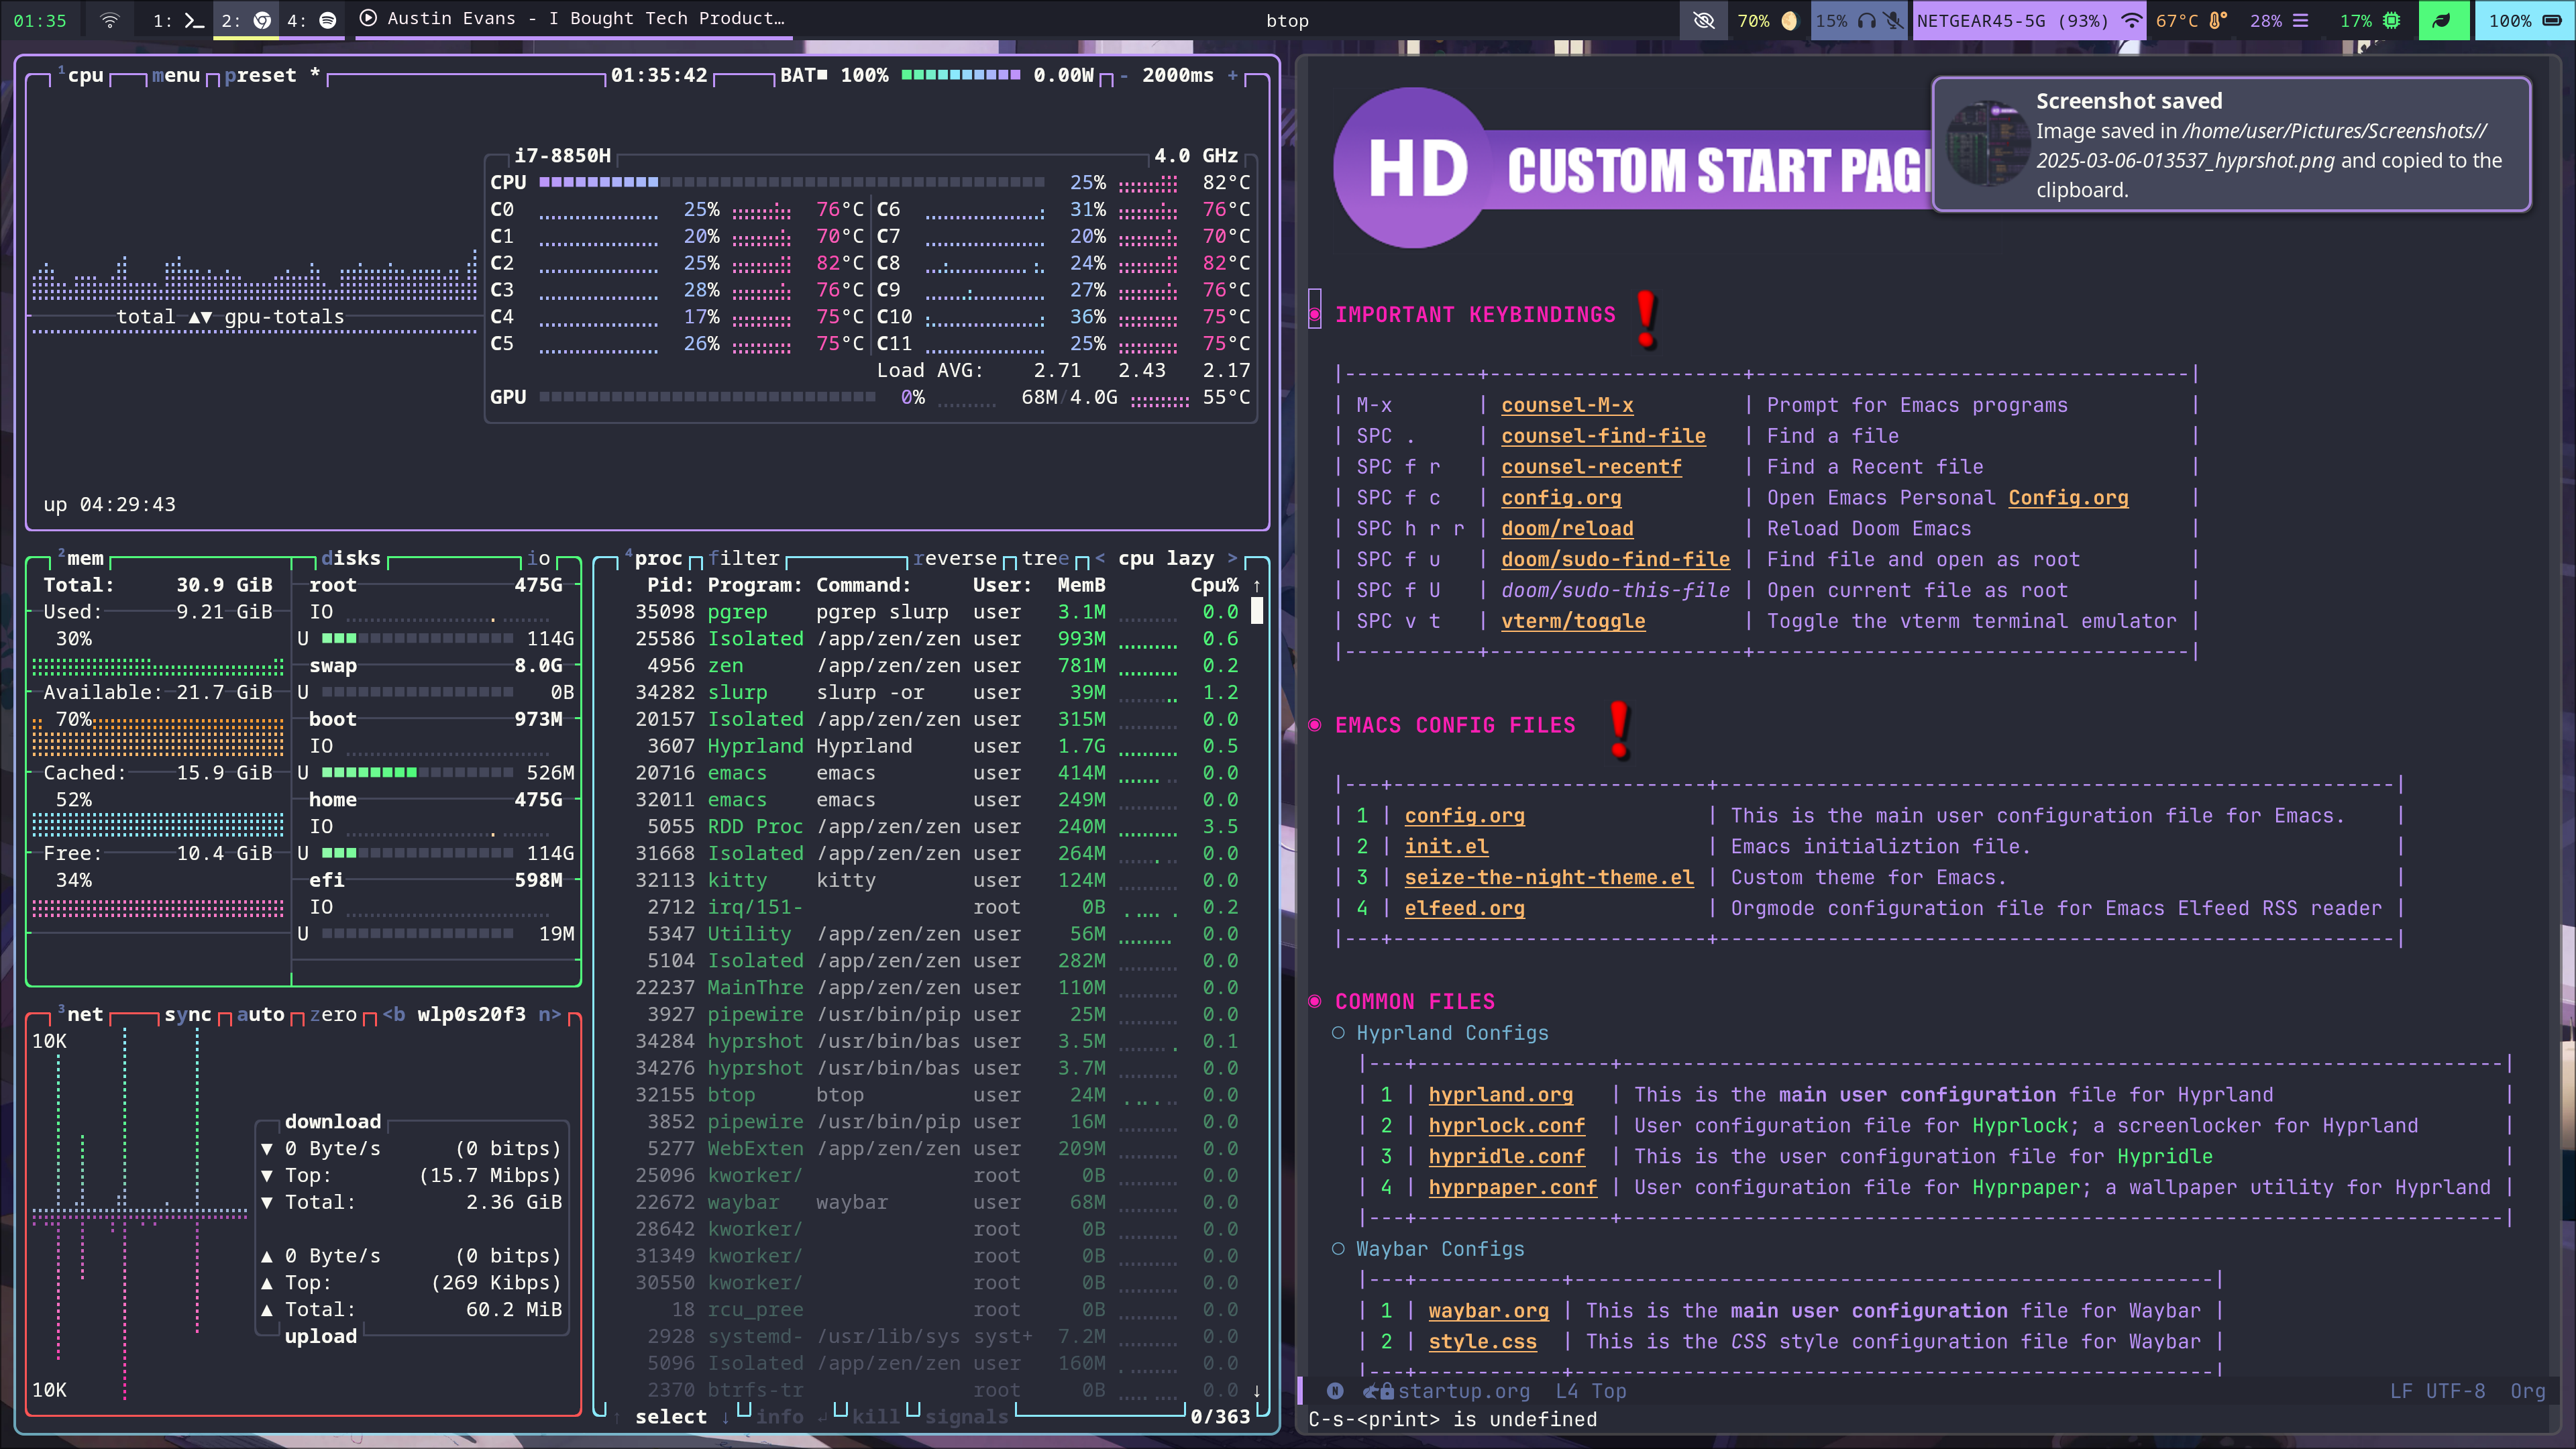 01:35 1: 2: 4: Austin Evans - I Bought Tech Product… btop 70% 15% NETGEAR45-5G (93%) 67°C 28% 17% 100%
1cpu menu preset * 01:35:42 BAT■ 100% 0.00W - 2000ms +
i7-8850H 4.0 GHz
CPU 25% 82°C
C0 25% 76°C C6 31% 76°C
C1 20% 70°C C7 20% 70°C
C2 25% 82°C C8 24% 82°C
C3 28% 76°C C9 27% 76°C
total ▲▼ gpu-totals
C4 17% 75°C C10 36% 75°C
C5 26% 75°C C11 25% 75°C
Load AVG: 2.71 2.43 2.17
GPU 0% 68M/4.0G 55°C
up 04:29:43
2mem disks io
Total: 30.9 GiB
Used: 9.21 GiB
30%
Available: 21.7 GiB
70%
Cached: 15.9 GiB
52%
Free: 10.4 GiB
34%
root 475G
IO
U 114G
swap 8.0G
U 0B
boot 973M
IO
U 526M
home 475G
IO
U 114G
efi 598M
IO
U 19M
3net sync auto zero <b wlp0s20f3 n>
10K
download
▼ 0 Byte/s (0 bitps)
▼ Top: (15.7 Mibps)
▼ Total: 2.36 GiB
▲ 0 Byte/s (0 bitps)
▲ Top: (269 Kibps)
▲ Total: 60.2 MiB
upload
10K
4proc filter reverse tree < cpu lazy >
Pid: Program: Command: User: MemB Cpu% ↑
35098 pgrep pgrep slurp user 3.1M 0.0
25586 Isolated /app/zen/zen user 993M 0.6
4956 zen /app/zen/zen user 781M 0.2
34282 slurp slurp -or user 39M 1.2
20157 Isolated /app/zen/zen user 315M 0.0
3607 Hyprland Hyprland user 1.7G 0.5
20716 emacs emacs user 414M 0.0
32011 emacs emacs user 249M 0.0
5055 RDD Proc /app/zen/zen user 240M 3.5
31668 Isolated /app/zen/zen user 264M 0.0
32113 kitty kitty user 124M 0.0
2712 irq/151- root 0B 0.2
5347 Utility /app/zen/zen user 56M 0.0
5104 Isolated /app/zen/zen user 282M 0.0
22237 MainThre /app/zen/zen user 110M 0.0
3927 pipewire /usr/bin/pip user 25M 0.0
34284 hyprshot /usr/bin/bas user 3.5M 0.1
34276 hyprshot /usr/bin/bas user 3.7M 0.0
32155 btop btop user 24M 0.0
3852 pipewire /usr/bin/pip user 16M 0.0
5277 WebExten /app/zen/zen user 209M 0.0
25096 kworker/ root 0B 0.0
22672 waybar waybar user 68M 0.0
28642 kworker/ root 0B 0.0
31349 kworker/ root 0B 0.0
30550 kworker/ root 0B 0.0
18 rcu_pree root 0B 0.0
2928 systemd- /usr/lib/sys syst+ 7.2M 0.0
5096 Isolated /app/zen/zen user 160M 0.0
2370 btrfs-tr root 0B 0.0 ↓
↑ select ↓ info ↵ kill signals 0/363
HD CUSTOM START PAG
Screenshot saved
Image saved in /home/user/Pictures/Screenshots//
2025-03-06-013537_hyprshot.png and copied to the
clipboard.
◉ IMPORTANT KEYBINDINGS
|-----------+----------------------+------------------------------------|
| M-x | counsel-M-x | Prompt for Emacs programs |
| SPC . | counsel-find-file | Find a file |
| SPC f r | counsel-recentf | Find a Recent file |
| SPC f c | config.org | Open Emacs Personal Config.org |
| SPC h r r | doom/reload | Reload Doom Emacs |
| SPC f u | doom/sudo-find-file | Find file and open as root |
| SPC f U | doom/sudo-this-file | Open current file as root |
| SPC v t | vterm/toggle | Toggle the vterm terminal emulator |
|-----------+----------------------+------------------------------------|
◉ EMACS CONFIG FILES
|---+--------------------------+--------------------------------------------------------|
| 1 | config.org | This is the main user configuration file for Emacs. |
| 2 | init.el | Emacs initializtion file. |
| 3 | seize-the-night-theme.el | Custom theme for Emacs. |
| 4 | elfeed.org | Orgmode configuration file for Emacs Elfeed RSS reader |
|---+--------------------------+--------------------------------------------------------|
◉ COMMON FILES
○ Hyprland Configs
|---+----------------+-------------------------------------------------------------------------|
| 1 | hyprland.org | This is the main user configuration file for Hyprland |
| 2 | hyprlock.conf | User configuration file for Hyprlock; a screenlocker for Hyprland |
| 3 | hypridle.conf | This is the user configuration file for Hypridle |
| 4 | hyprpaper.conf | User configuration file for Hyprpaper; a wallpaper utility for Hyprland |
|---+----------------+-------------------------------------------------------------------------|
○ Waybar Configs
|---+------------+-----------------------------------------------------|
| 1 | waybar.org | This is the main user configuration file for Waybar |
| 2 | style.css | This is the CSS style configuration file for Waybar |
|---+------------+-----------------------------------------------------|
N startup.org L4 Top LF UTF-8 Org
C-s-<print> is undefined